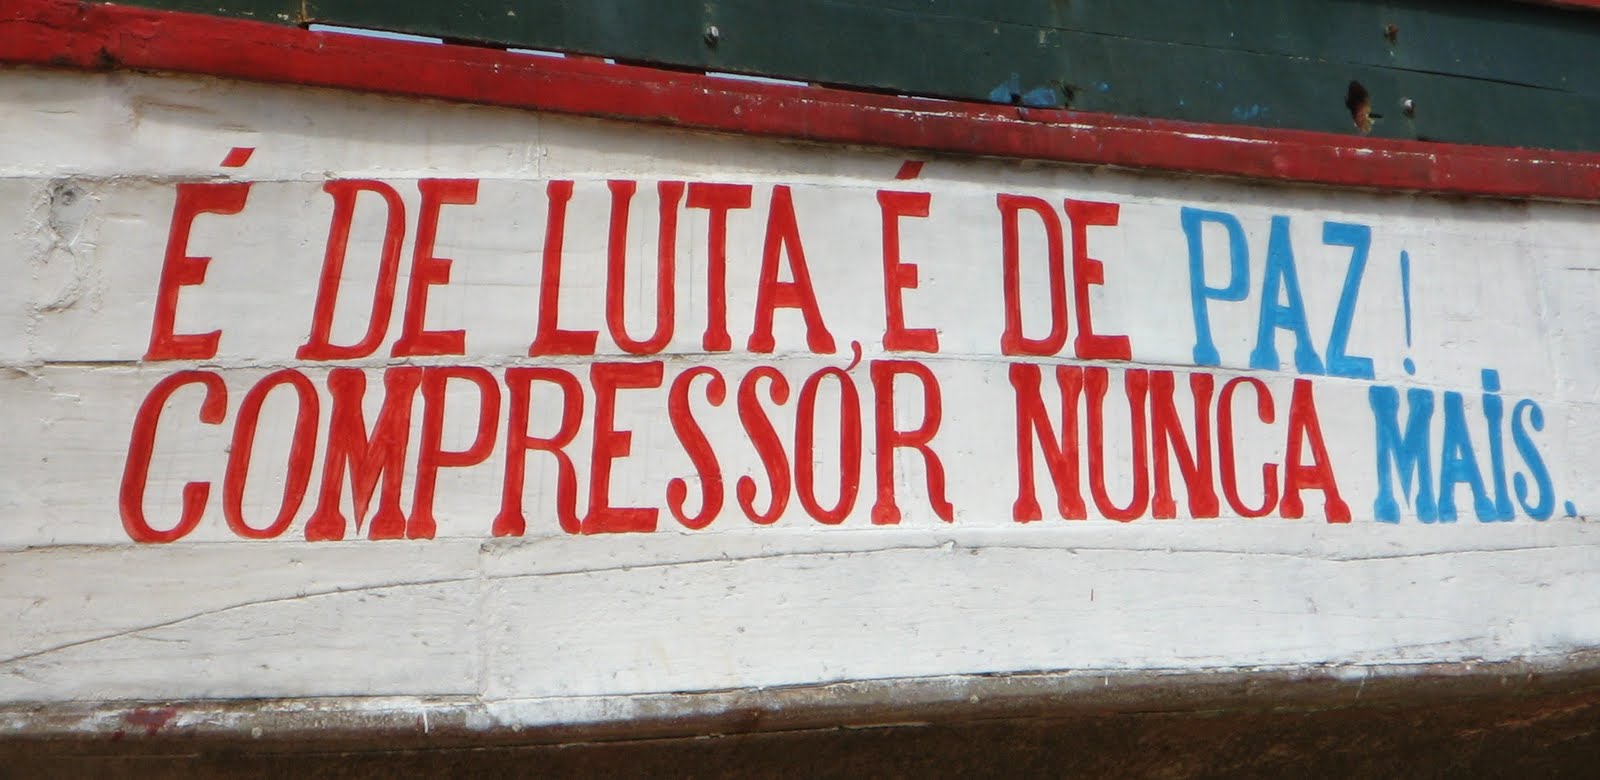 É DE LUTA, É DE PAZ!
COMPRESSOR NUNCA MAIS.